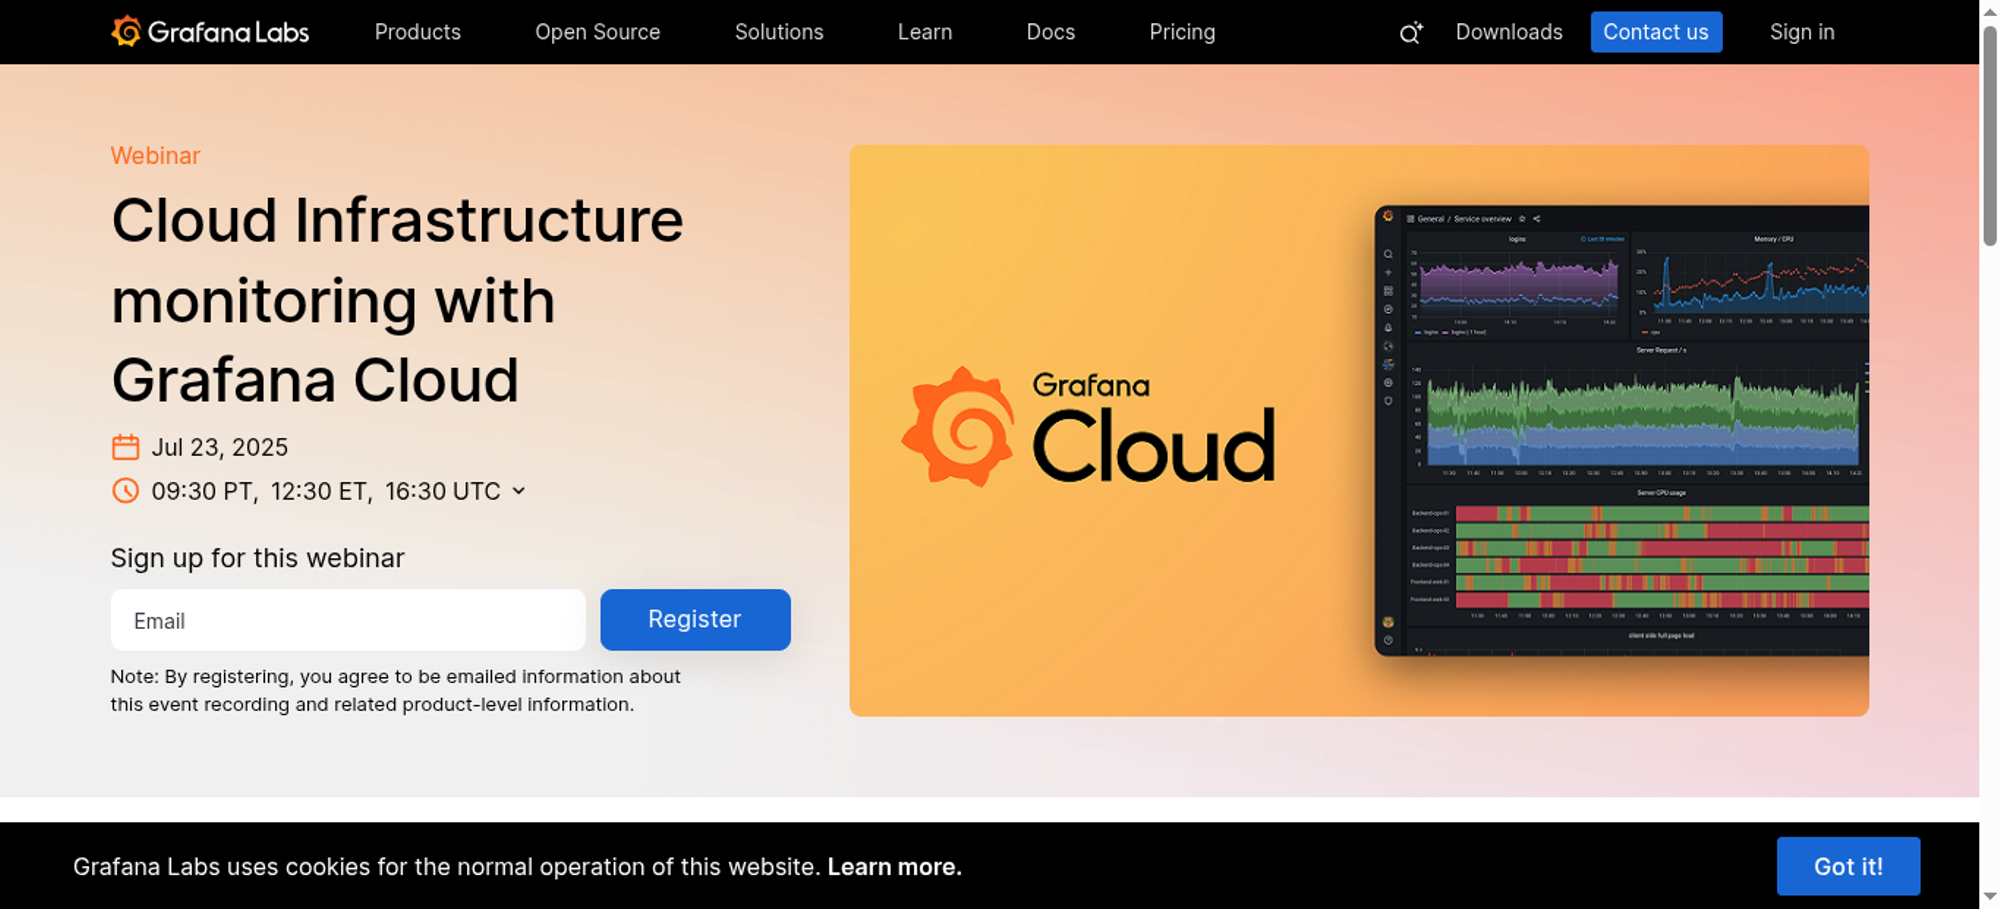 Grafana Labs Products Open Source Solutions Learn Docs Pricing Downloads Contact us Sign in
Webinar
Cloud Infrastructure
monitoring with
Grafana Cloud
Jul 23, 2025
09:30 PT, 12:30 ET, 16:30 UTC
Sign up for this webinar
Email
Register
Note: By registering, you agree to be emailed information about
this event recording and related product-level information.
Grafana
Cloud
General / Service overview
logins
Last 30 minutes
Memory / CPU
Server Request / s
Server CPU usage
client side full page load
Grafana Labs uses cookies for the normal operation of this website. Learn more.
Got it!